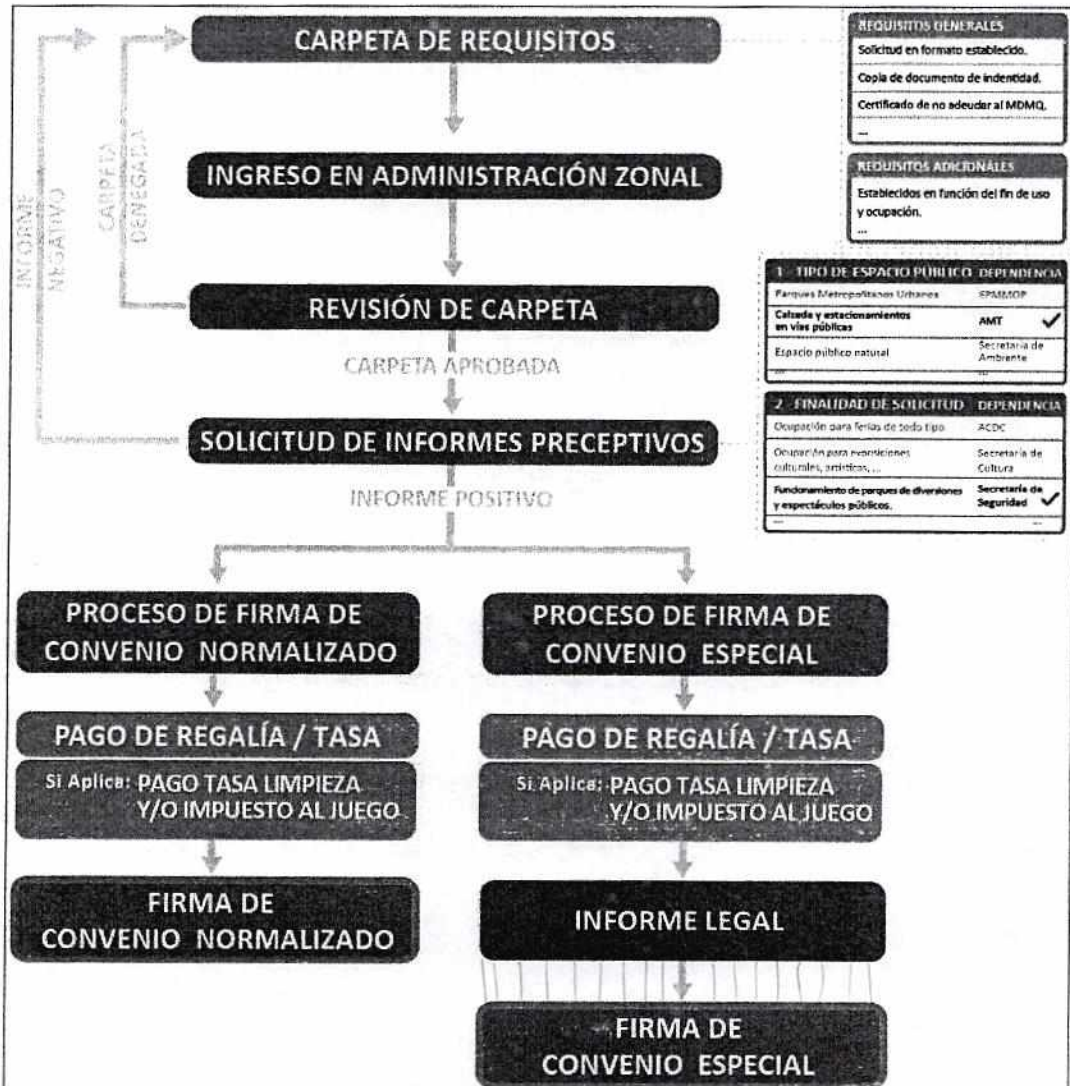 CARPETA DE REQUISITOS
INGRESO EN ADMINISTRACIÓN ZONAL
REVISIÓN DE CARPETA
CARPETA APROBADA
SOLICITUD DE INFORMES PRECEPTIVOS
INFORME POSITIVO
INFORME
NEGATIVO
CARPETA
DENEGADA
REQUISITOS GENERALES
Solicitud en formato establecido.
Copia de documento de indentidad.
Certificado de no adeudar al MDMQ.
...
REQUISITOS ADICIONALES
Establecidos en función del fin de uso
y ocupación.
...
1 TIPO DE ESPACIO PÚBLICO DEPENDENCIA
Parques Metropolitanos Urbanos EPMMOP
Calzada y estacionamientos
en vías públicas AMT ✓
Espacio público natural Secretaría de
Ambiente
... ...
2 FINALIDAD DE SOLICITUD DEPENDENCIA
Ocupación para ferias de todo tipo ACDC
Ocupación para exposiciones
culturales, artísticas, ... Secretaría de
Cultura
Funcionamiento de parques de diversiones
y espectáculos públicos. Secretaría de
Seguridad ✓
... ...
PROCESO DE FIRMA DE
CONVENIO NORMALIZADO
PAGO DE REGALÍA / TASA
Si Aplica: PAGO TASA LIMPIEZA
Y/O IMPUESTO AL JUEGO
FIRMA DE
CONVENIO NORMALIZADO
PROCESO DE FIRMA DE
CONVENIO ESPECIAL
PAGO DE REGALÍA / TASA
Si Aplica: PAGO TASA LIMPIEZA
Y/O IMPUESTO AL JUEGO
INFORME LEGAL
FIRMA DE
CONVENIO ESPECIAL